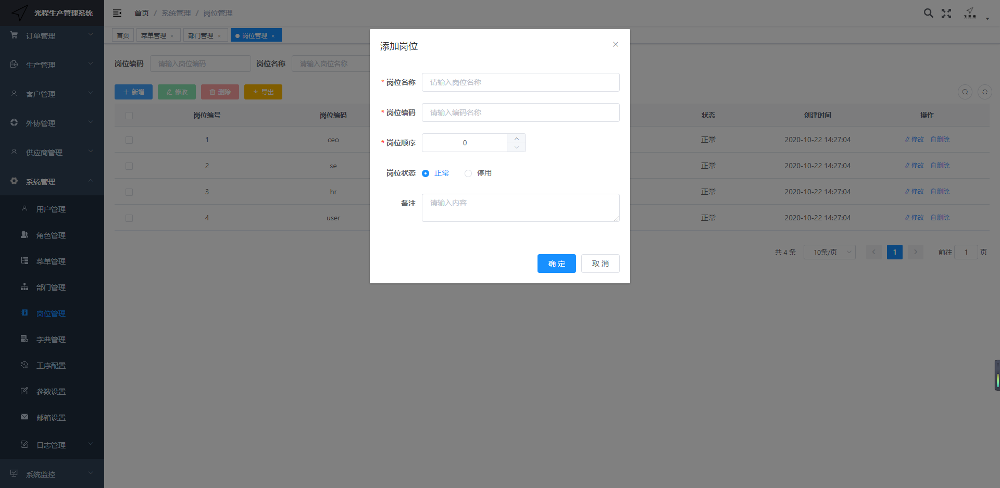 光程生产管理系统
首页 / 系统管理 / 岗位管理
首页 菜单管理 × 部门管理 × 岗位管理 ×
订单管理
生产管理
客户管理
外协管理
供应商管理
系统管理
用户管理
角色管理
菜单管理
部门管理
岗位管理
字典管理
工序配置
参数设置
邮箱设置
日志管理
系统监控
岗位编码 请输入岗位编码 岗位名称 请输入岗位名称
新增 修改 删除 导出
岗位编号 岗位编码 状态 创建时间 操作
1 ceo 正常 2020-10-22 14:27:04 修改 删除
2 se 正常 2020-10-22 14:27:04 修改 删除
3 hr 正常 2020-10-22 14:27:04 修改 删除
4 user 正常 2020-10-22 14:27:04 修改 删除
共 4 条 10条/页 1 前往 1 页
添加岗位
* 岗位名称 请输入岗位名称
* 岗位编码 请输入编码名称
* 岗位顺序 0
岗位状态 正常 停用
备注 请输入内容
确 定 取 消